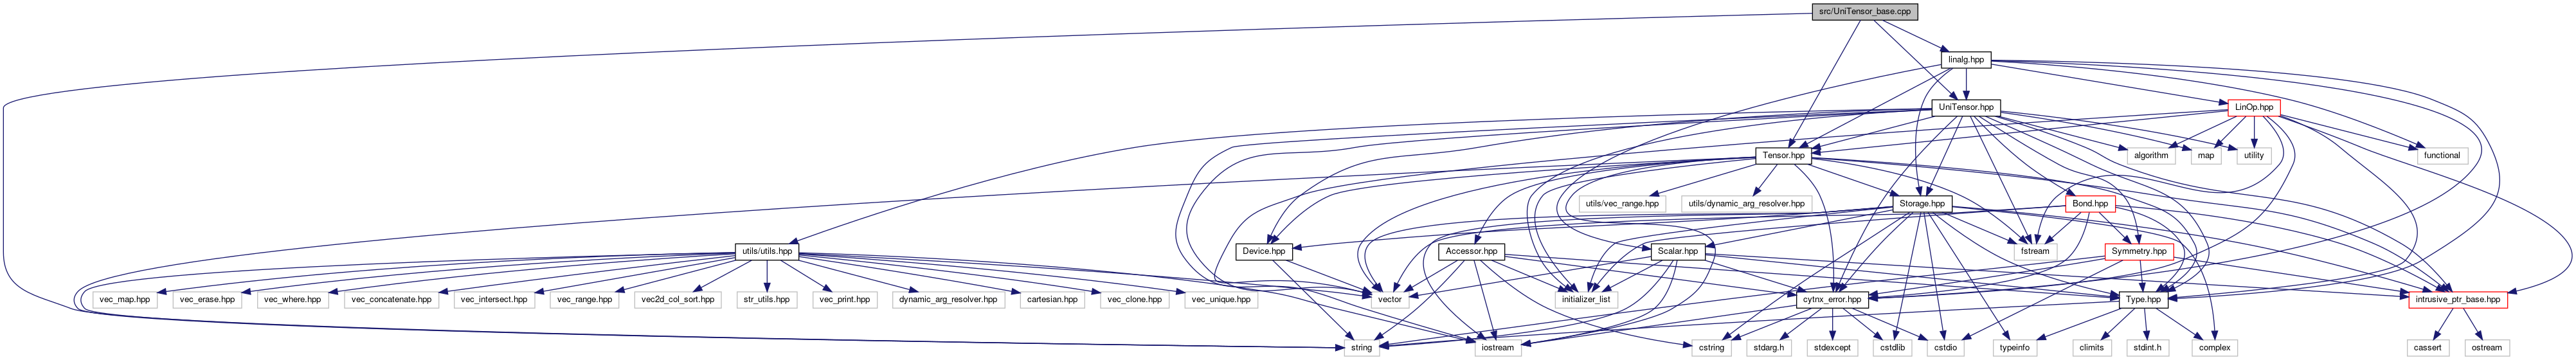 src/UniTensor_base.cpp
linalg.hpp
UniTensor.hpp
LinOp.hpp
Tensor.hpp
algorithm
map
utility
functional
utils/vec_range.hpp
utils/dynamic_arg_resolver.hpp
Storage.hpp
Bond.hpp
utils/utils.hpp
Device.hpp
Accessor.hpp
Scalar.hpp
fstream
Symmetry.hpp
vec_map.hpp
vec_erase.hpp
vec_where.hpp
vec_concatenate.hpp
vec_intersect.hpp
vec_range.hpp
vec2d_col_sort.hpp
str_utils.hpp
vec_print.hpp
dynamic_arg_resolver.hpp
cartesian.hpp
vec_clone.hpp
vec_unique.hpp
vector
initializer_list
cytnx_error.hpp
Type.hpp
intrusive_ptr_base.hpp
string
iostream
cstring
stdarg.h
stdexcept
cstdlib
cstdio
typeinfo
climits
stdint.h
complex
cassert
ostream